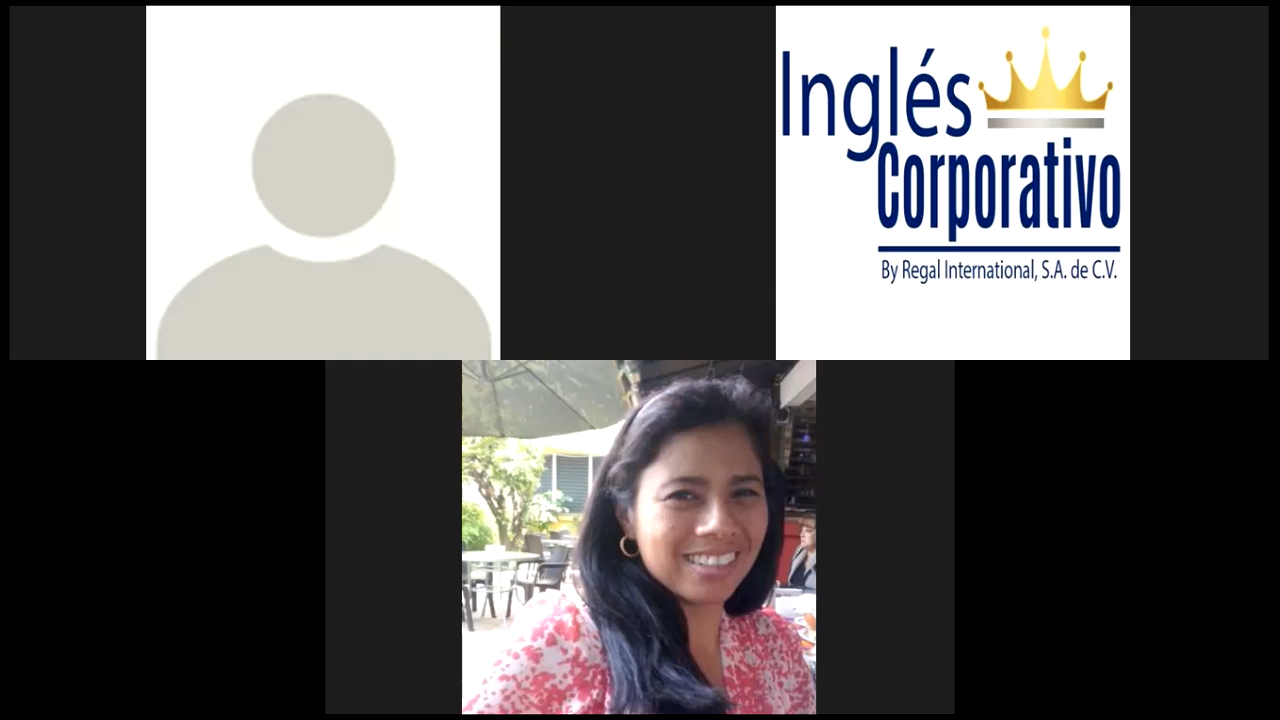 Inglés
Corporativo
By Regal International, S.A. de C.V.